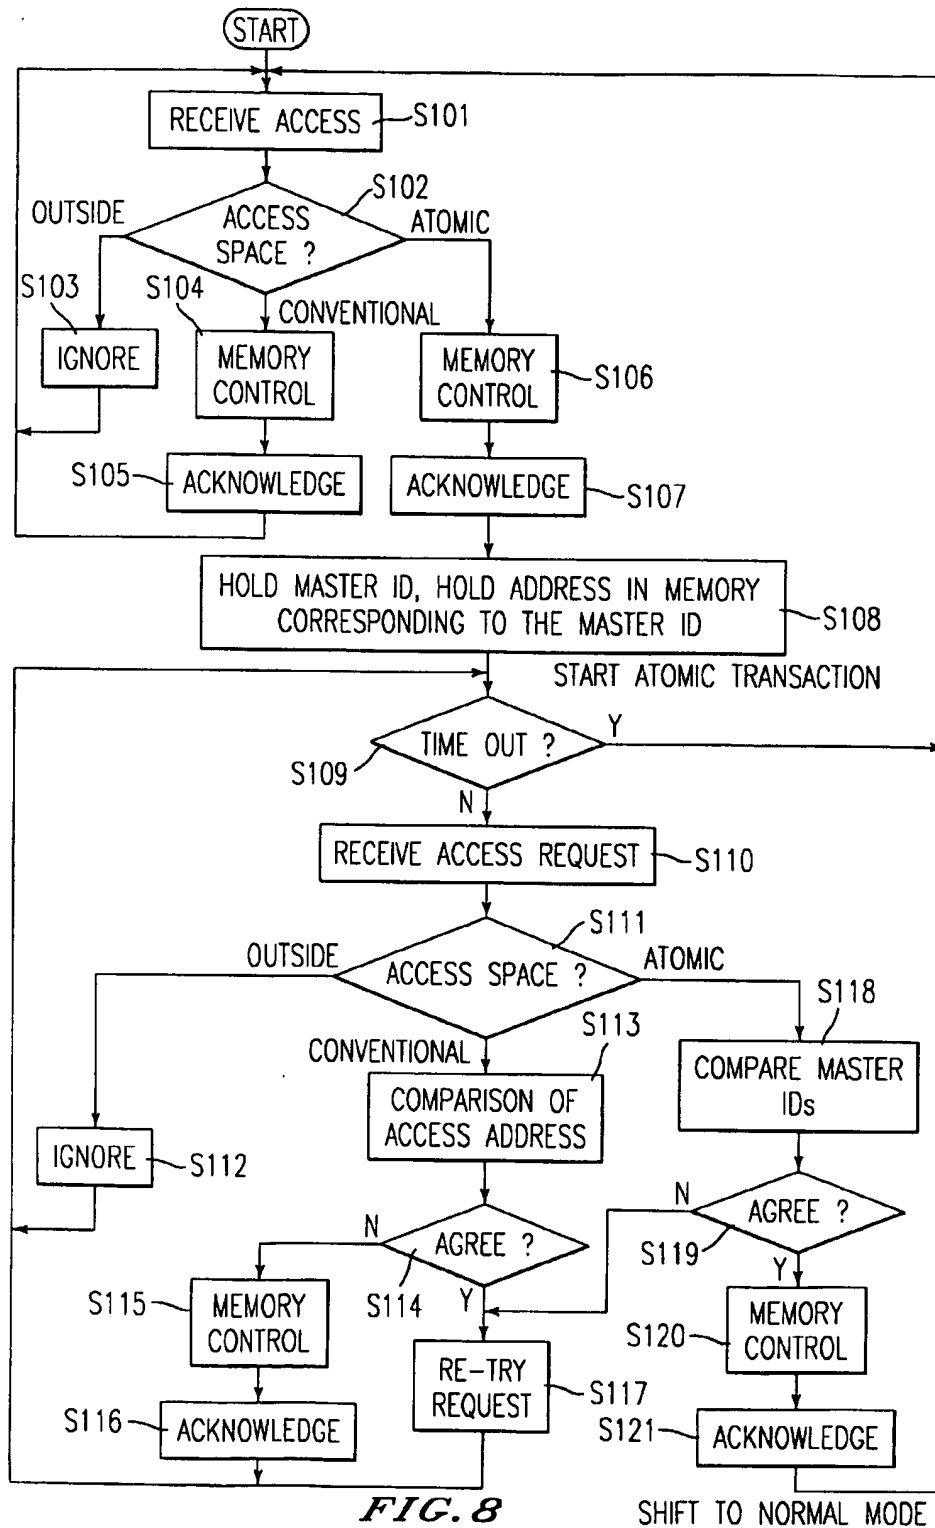 START
RECEIVE ACCESS
S101
S102
OUTSIDE
ACCESS
SPACE ?
ATOMIC
S103
S104
CONVENTIONAL
IGNORE
MEMORY
CONTROL
MEMORY
CONTROL
S106
S105
ACKNOWLEDGE
ACKNOWLEDGE
S107
HOLD MASTER ID, HOLD ADDRESS IN MEMORY
CORRESPONDING TO THE MASTER ID
S108
START ATOMIC TRANSACTION
TIME OUT ?
Y
S109
N
RECEIVE ACCESS REQUEST
S110
S111
OUTSIDE
ACCESS SPACE ?
ATOMIC
S118
S113
CONVENTIONAL
COMPARE MASTER
IDs
COMPARISON OF
ACCESS ADDRESS
IGNORE
S112
N
AGREE ?
S119
N
AGREE ?
S114
Y
Y
S115
MEMORY
CONTROL
S120
MEMORY
CONTROL
RE-TRY
REQUEST
S117
S116
ACKNOWLEDGE
S121
ACKNOWLEDGE
FIG. 8
SHIFT TO NORMAL MODE